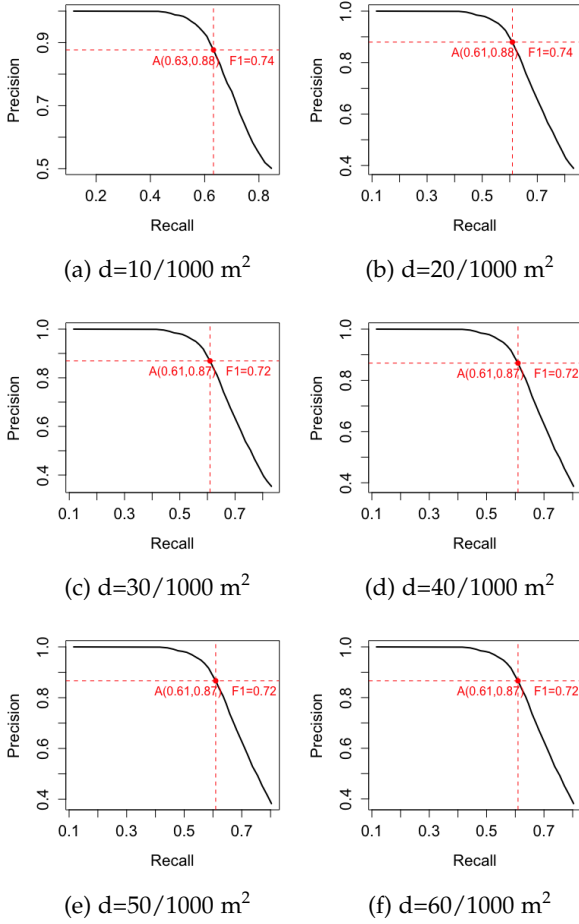 0.5 0.7 0.9
Precision
A(0.63,0.88) F1=0.74
0.2 0.4 0.6 0.8
Recall
(a) d=10/1000 m²
0.4 0.6 0.8 1.0
Precision
A(0.61,0.88) F1=0.74
0.1 0.3 0.5 0.7
Recall
(b) d=20/1000 m²
0.4 0.6 0.8 1.0
Precision
A(0.61,0.87) F1=0.72
0.1 0.3 0.5 0.7
Recall
(c) d=30/1000 m²
0.4 0.6 0.8 1.0
Precision
A(0.61,0.87) F1=0.72
0.1 0.3 0.5 0.7
Recall
(d) d=40/1000 m²
0.4 0.6 0.8 1.0
Precision
A(0.61,0.87) F1=0.72
0.1 0.3 0.5 0.7
Recall
(e) d=50/1000 m²
0.4 0.6 0.8 1.0
Precision
A(0.61,0.87) F1=0.72
0.1 0.3 0.5 0.7
Recall
(f) d=60/1000 m²